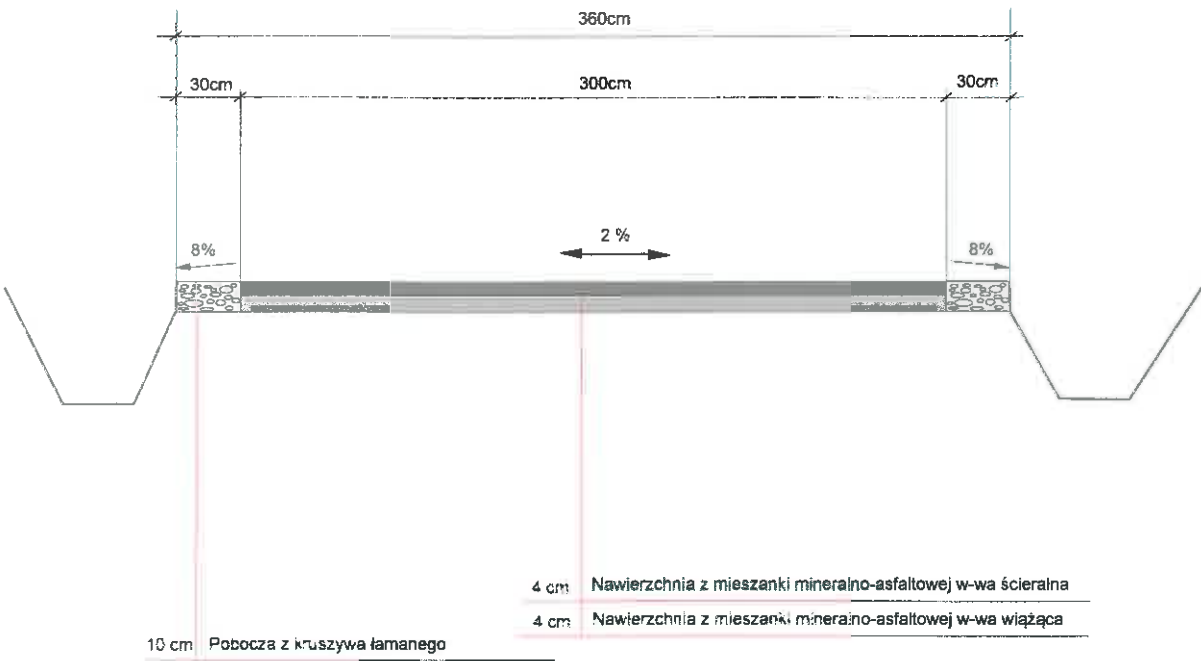 360cm
30cm 300cm 30cm
8% 2 % 8%
4 cm Nawierzchnia z mieszanki mineralno-asfaltowej w-wa ścieralna
4 cm Nawierzchnia z mieszanki mineralno-asfaltowej w-wa wiążąca
10 cm Pobocza z kruszywa łamanego